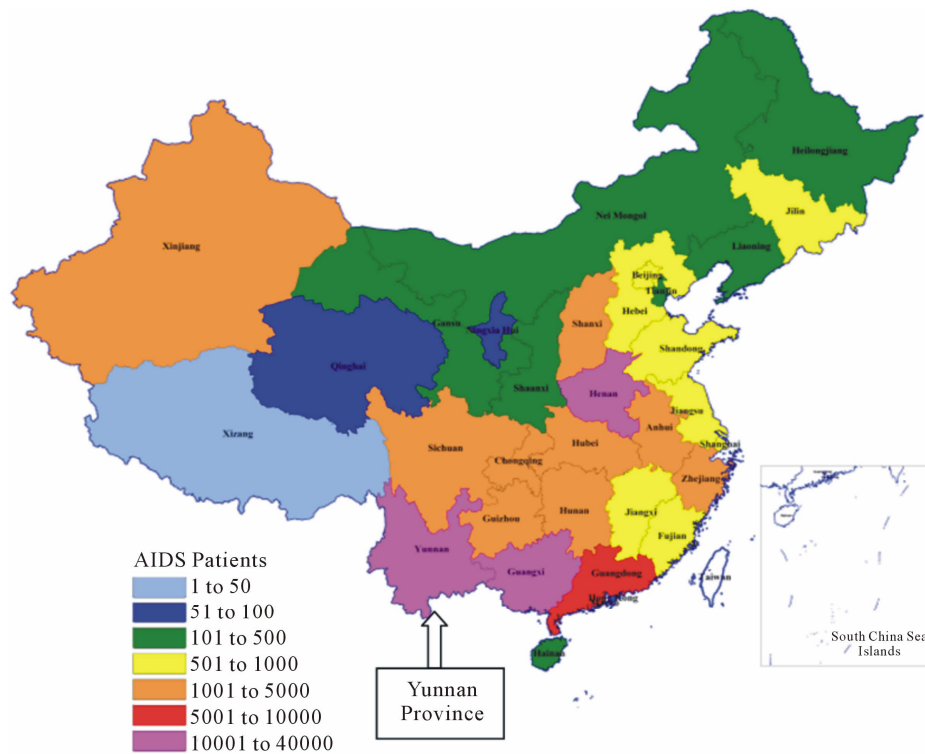 Heilongjiang
Jilin
Nei Mongol
Liaoning
Xinjiang
Beijing
Tianjin
Hebei
Gansu
Ningxia Hui
Shanxi
Shandong
Qinghai
Shaanxi
Henan
Jiangsu
Xizang
Anhui
Shanghai
Sichuan
Hubei
Chongqing
Zhejiang
Guizhou
Hunan
Jiangxi
Fujian
Yunnan
Guangxi
Guangdong
Taiwan
Hainan
AIDS Patients
1 to 50
51 to 100
101 to 500
501 to 1000
1001 to 5000
5001 to 10000
10001 to 40000
Yunnan
Province
South China Sea
Islands